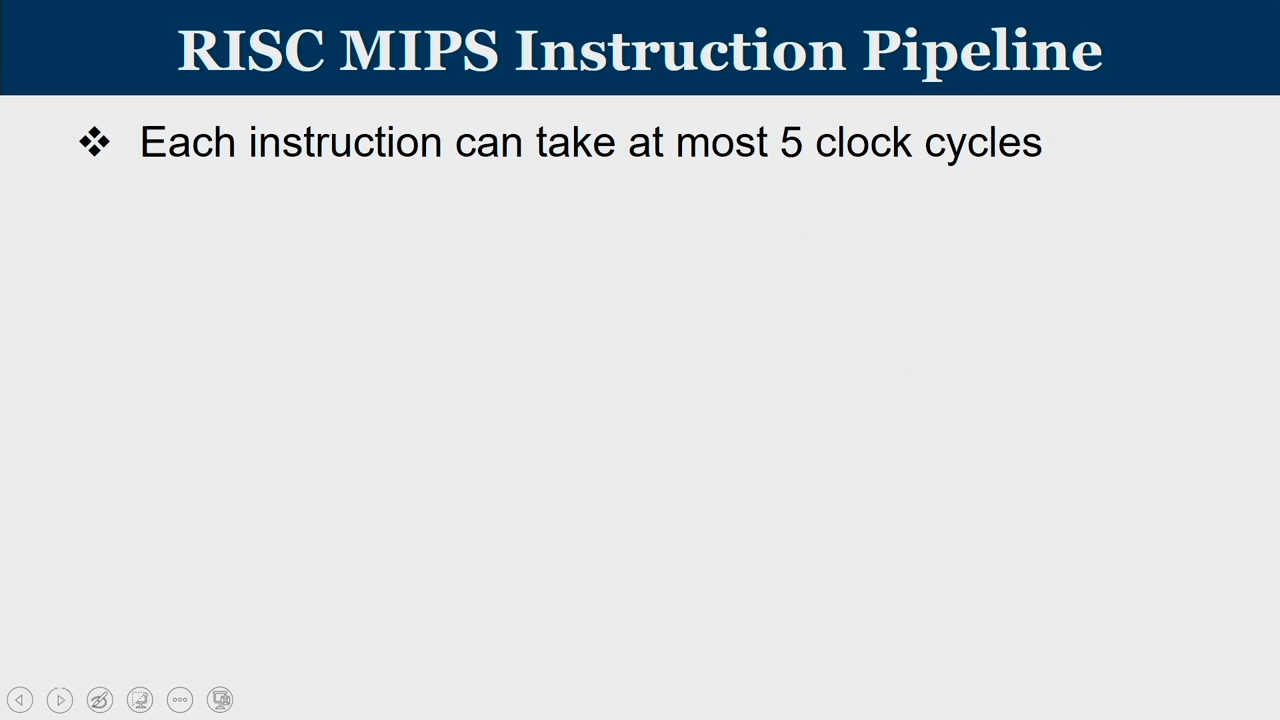 RISC MIPS Instruction Pipeline
❖ Each instruction can take at most 5 clock cycles